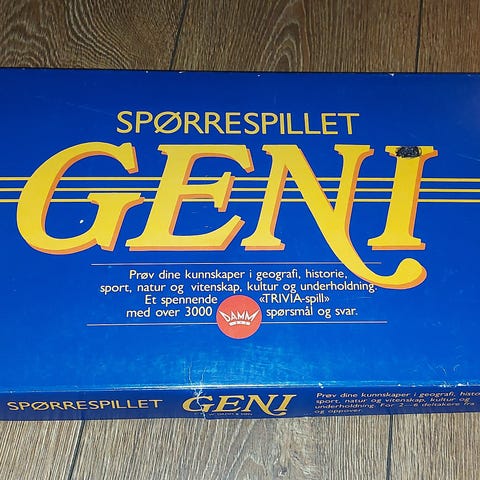 SPØRRESPILLET
GENI
Prøv dine kunnskaper i geografi, historie,
sport, natur og vitenskap, kultur og underholdning.
Et spennende «TRIVIA-spill»
med over 3000 DAMM spørsmål og svar.
SPØRRESPILLET GENI
Prøv dine kunnskaper i geografi, histo
sport, natur og vitenskap, kultur og
underholdning. For 2–6 deltakere fra
og oppover.